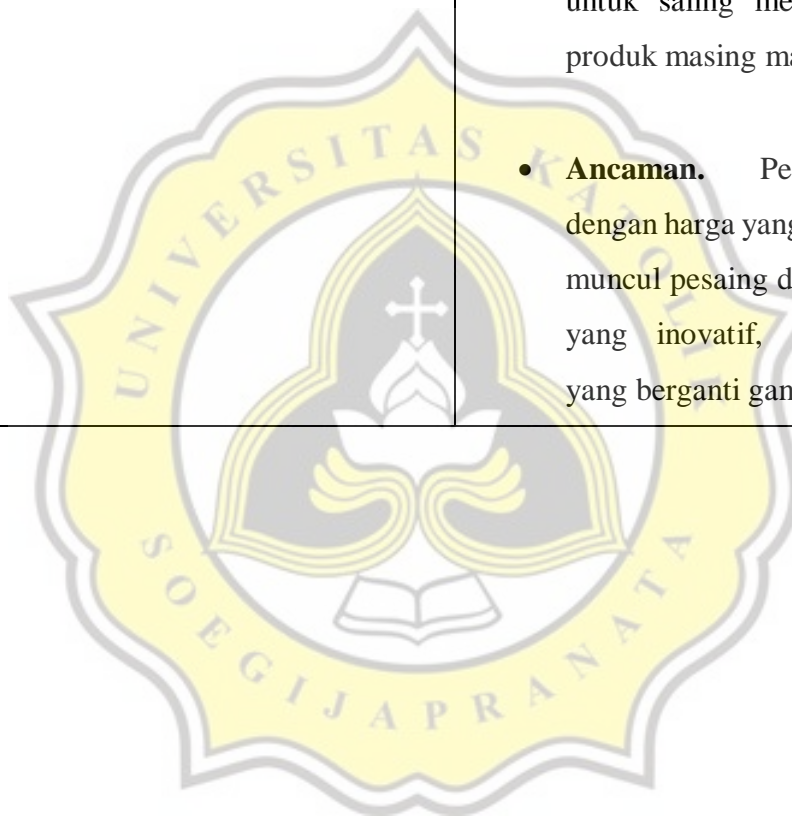 untuk saling me
produk masing ma
• Ancaman. Pe
dengan harga yang
muncul pesaing d
yang inovatif,
yang berganti gan
UNIVERSITAS KATOLIK
SOEGIJAPRANATA